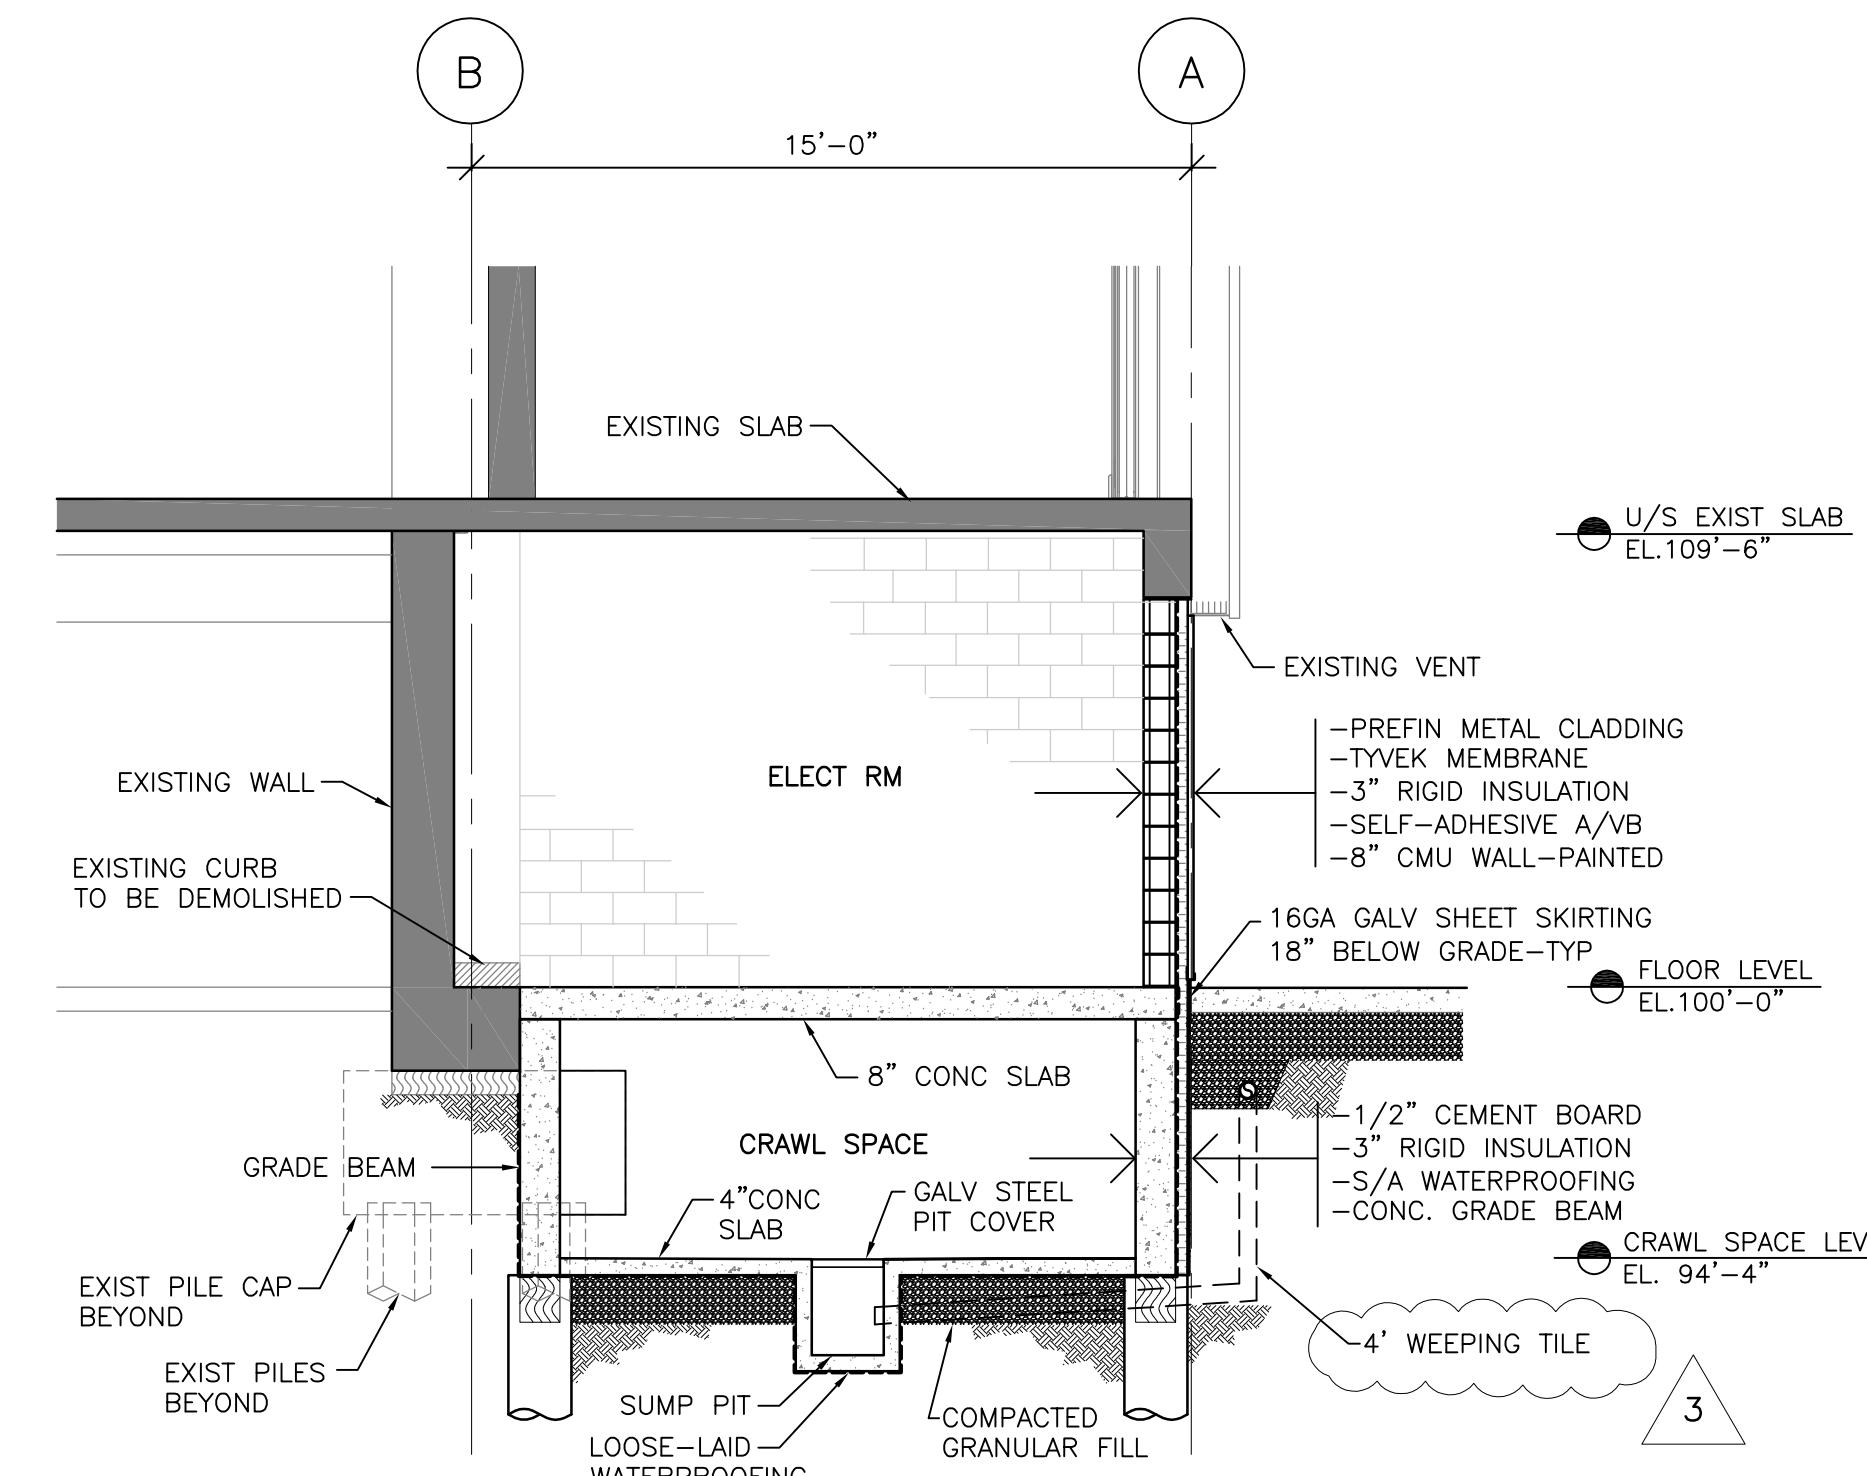 B
A
15'-0"
EXISTING SLAB
U/S EXIST SLAB
EL.109'-6"
EXISTING VENT
-PREFIN METAL CLADDING
-TYVEK MEMBRANE
-3" RIGID INSULATION
-SELF-ADHESIVE A/VB
-8" CMU WALL-PAINTED
ELECT RM
EXISTING WALL
EXISTING CURB
TO BE DEMOLISHED
16GA GALV SHEET SKIRTING
18" BELOW GRADE-TYP
FLOOR LEVEL
EL.100'-0"
8" CONC SLAB
S
-1/2" CEMENT BOARD
-3" RIGID INSULATION
-S/A WATERPROOFING
-CONC. GRADE BEAM
CRAWL SPACE
GRADE BEAM
4"CONC
SLAB
GALV STEEL
PIT COVER
CRAWL SPACE LEV
EL. 94'-4"
EXIST PILE CAP
BEYOND
EXIST PILES
BEYOND
4' WEEPING TILE
3
SUMP PIT
LOOSE-LAID
WATERPROOFING
COMPACTED
GRANULAR FILL